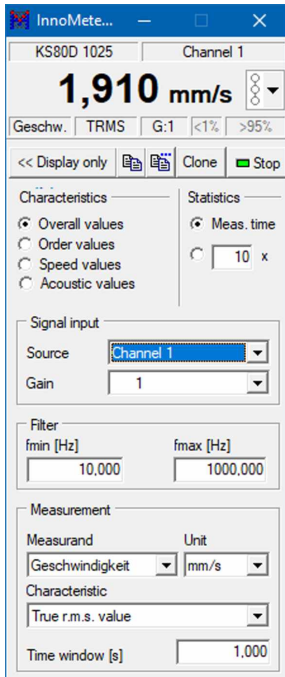 InnoMete...
KS80D 1025 Channel 1
1,910 mm/s
Geschw. TRMS G:1 <1% >95%
<< Display only Clone Stop
Characteristics Statistics
Overall values Meas. time
Order values 10 x
Speed values
Acoustic values
Signal input
Source Channel 1
Gain 1
Filter
fmin [Hz] fmax [Hz]
10,000 1000,000
Measurement
Measurand Unit
Geschwindigkeit mm/s
Characteristic
True r.m.s. value
Time window [s] 1,000